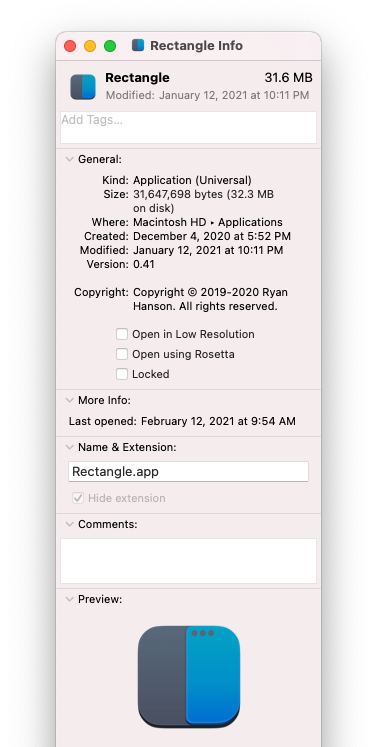 Rectangle Info
Rectangle 31.6 MB
Modified: January 12, 2021 at 10:11 PM
Add Tags...
General:
Kind: Application (Universal)
Size: 31,647,698 bytes (32.3 MB
on disk)
Where: Macintosh HD ‣ Applications
Created: December 4, 2020 at 5:52 PM
Modified: January 12, 2021 at 10:11 PM
Version: 0.41
Copyright: Copyright © 2019-2020 Ryan
Hanson. All rights reserved.
Open in Low Resolution
Open using Rosetta
Locked
More Info:
Last opened: February 12, 2021 at 9:54 AM
Name & Extension:
Rectangle.app
Hide extension
Comments:
Preview: